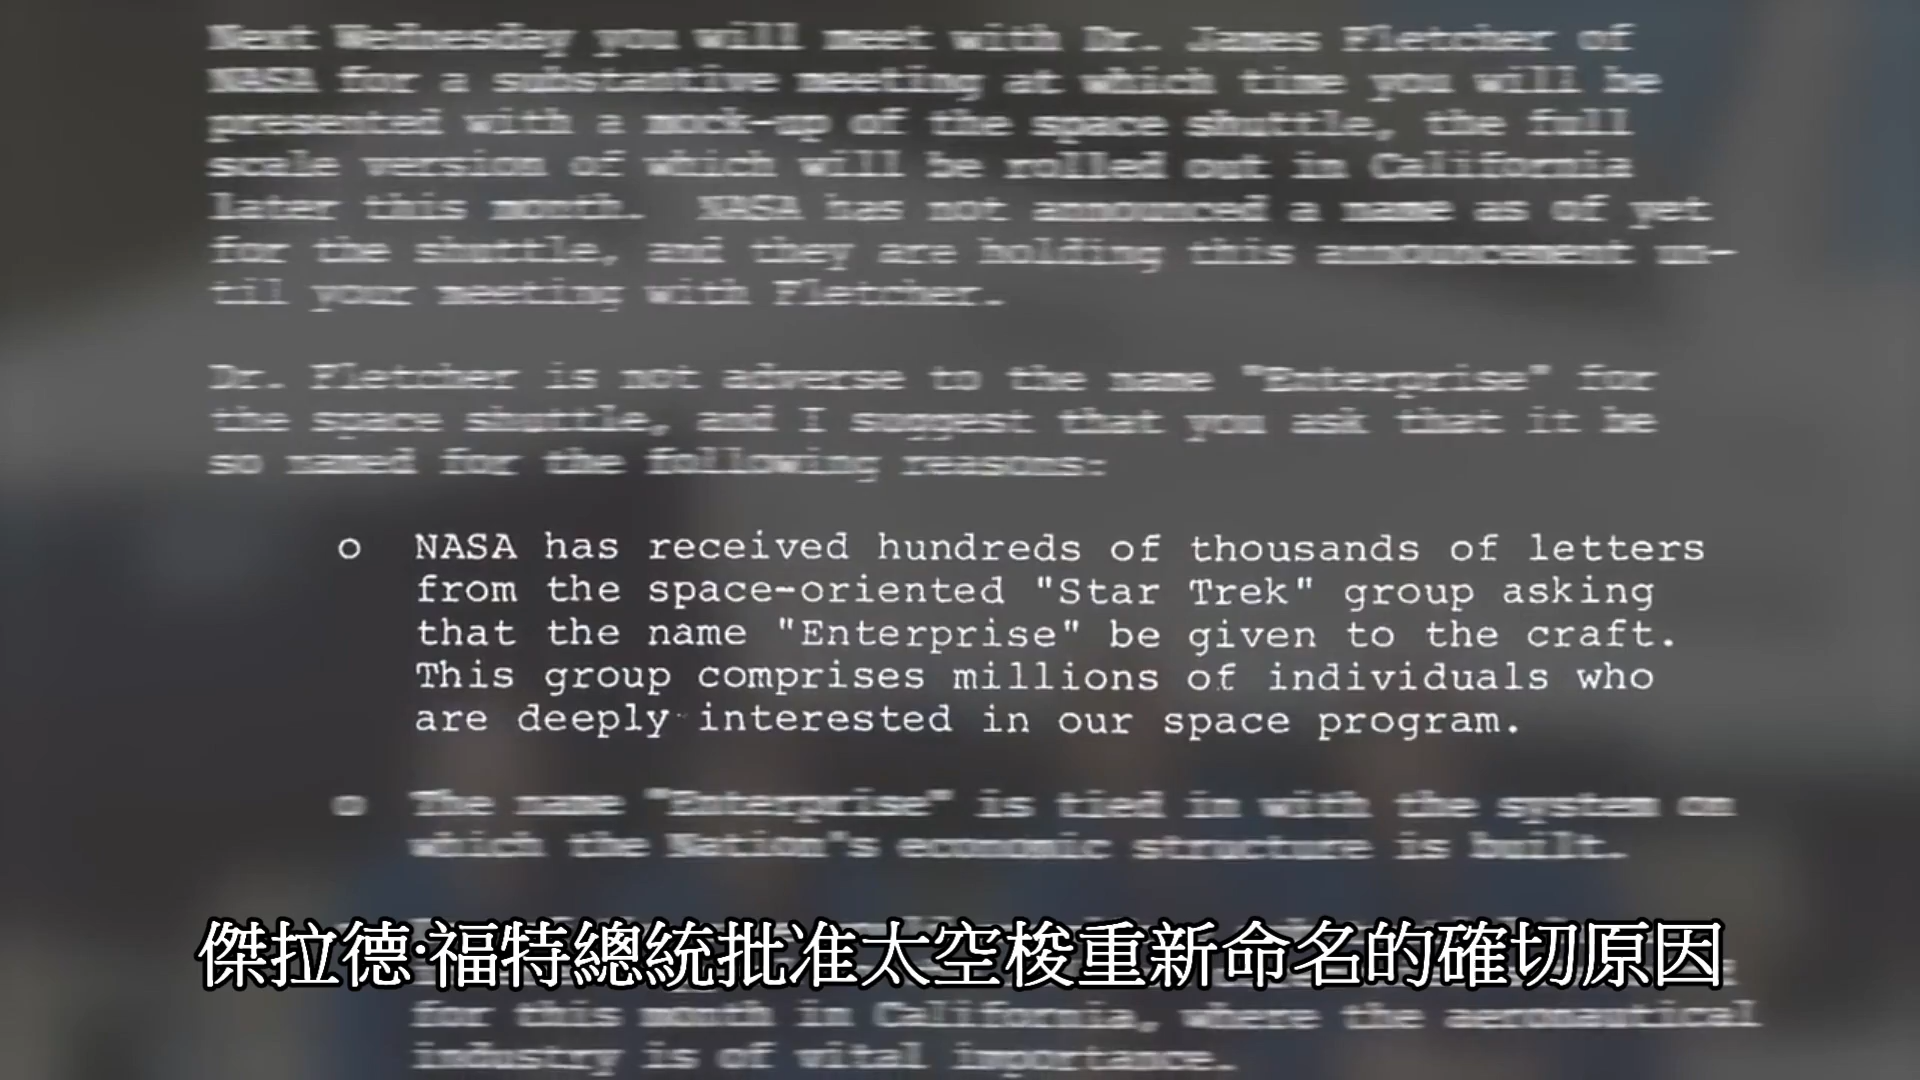 Next Wednesday you will meet with Dr. James Fletcher of
NASA for a substantive meeting at which time you will be
presented with a mock-up of the space shuttle, the full
scale version of which will be rolled out in California
later this month. NASA has not announced a name as of yet
for the shuttle, and they are holding this announcement un-
til your meeting with Fletcher.
Dr. Fletcher is not adverse to the name "Enterprise" for
the space shuttle, and I suggest that you ask that it be
so named for the following reasons:
o NASA has received hundreds of thousands of letters
from the space-oriented "Star Trek" group asking
that the name "Enterprise" be given to the craft.
This group comprises millions of individuals who
are deeply interested in our space program.
o The name "Enterprise" is tied in with the system on
which the Nation's economic structure is built.
傑拉德·福特總統批准太空梭重新命名的確切原因
for this month in California, where the aeronautical
industry is of vital importance.